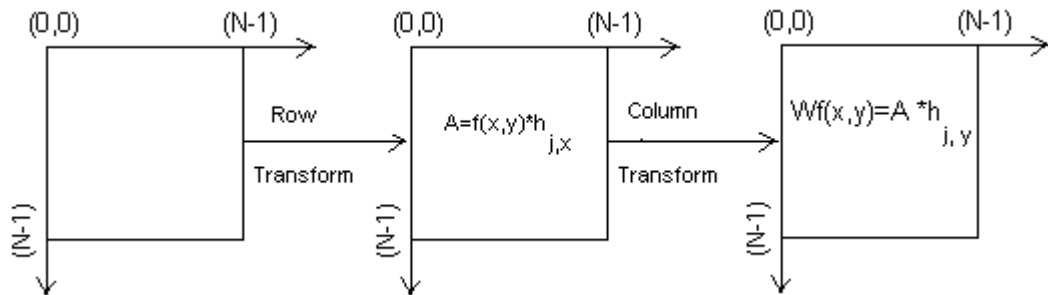 (0,0) (N-1)
(N-1)
Row
Transform
(0,0) (N-1)
A=f(x,y)*h
j,x
Column
Transform
(0,0) (N-1)
Wf(x,y)=A *h
j, y
(N-1)
(N-1)